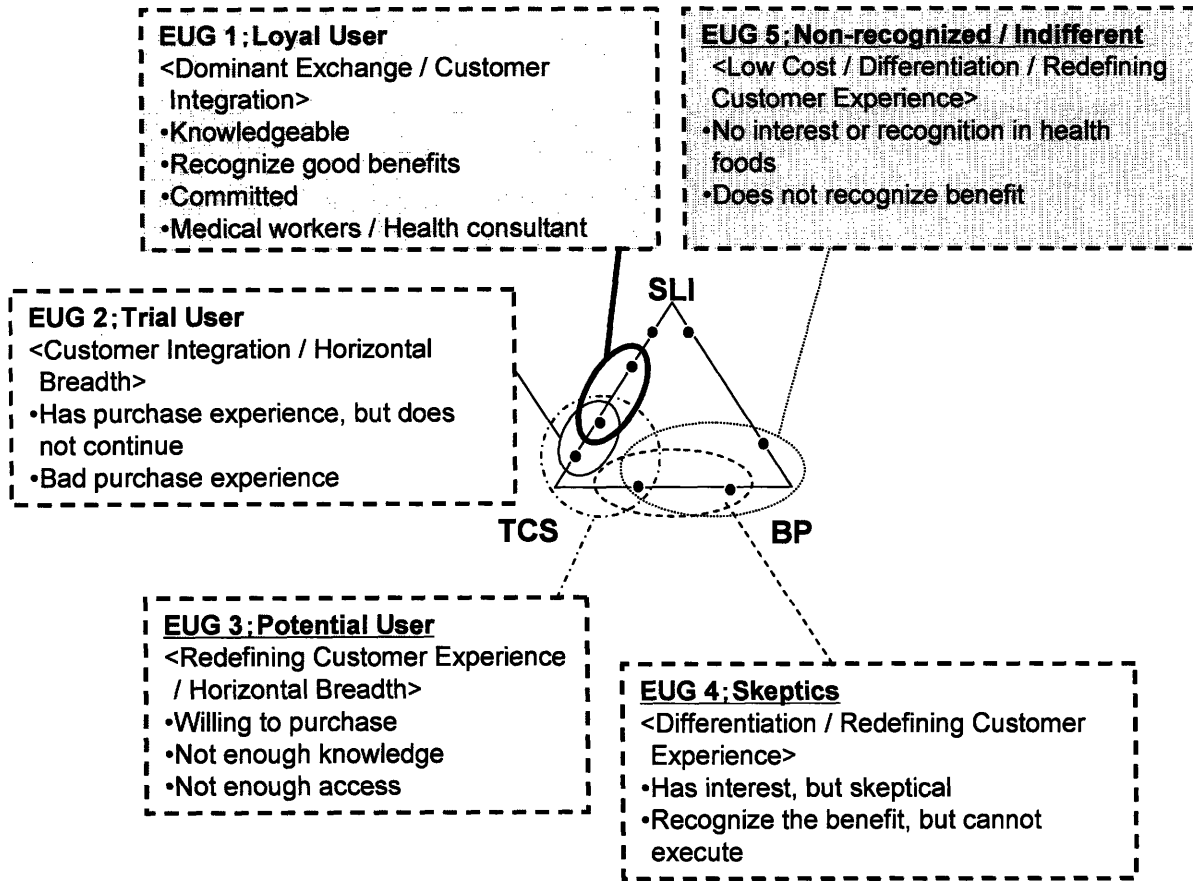 EUG 1;Loyal User
<Dominant Exchange / Customer
Integration>
•Knowledgeable
•Recognize good benefits
•Committed
•Medical workers / Health consultant
EUG 5;Non-recognized / Indifferent
<Low Cost / Differentiation / Redefining
Customer Experience>
•No interest or recognition in health
foods
•Does not recognize benefit
EUG 2;Trial User
<Customer Integration / Horizontal
Breadth>
•Has purchase experience, but does
not continue
•Bad purchase experience
SLI
TCS
BP
EUG 3;Potential User
<Redefining Customer Experience
/ Horizontal Breadth>
•Willing to purchase
•Not enough knowledge
•Not enough access
EUG 4;Skeptics
<Differentiation / Redefining Customer
Experience>
•Has interest, but skeptical
•Recognize the benefit, but cannot
execute